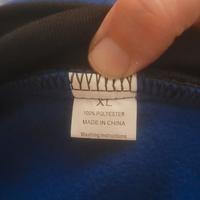 XL
100% POLYESTER
MADE IN CHINA
Washing Instructions